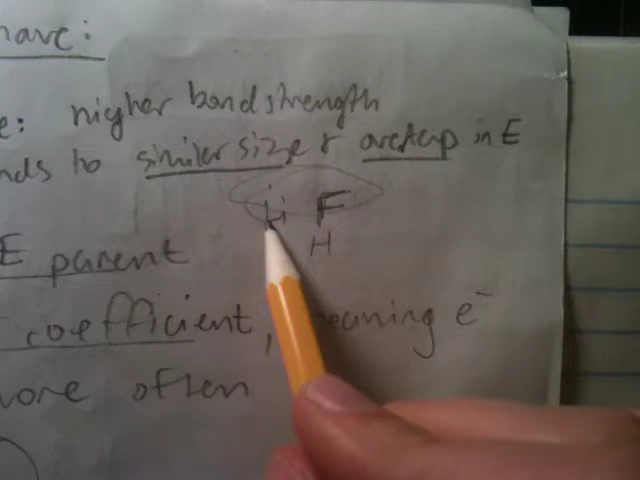 have:
e: higher bond strength
nds to similar size & overlap in E
Li F
H
E parent
coefficient, meaning e⁻
more often